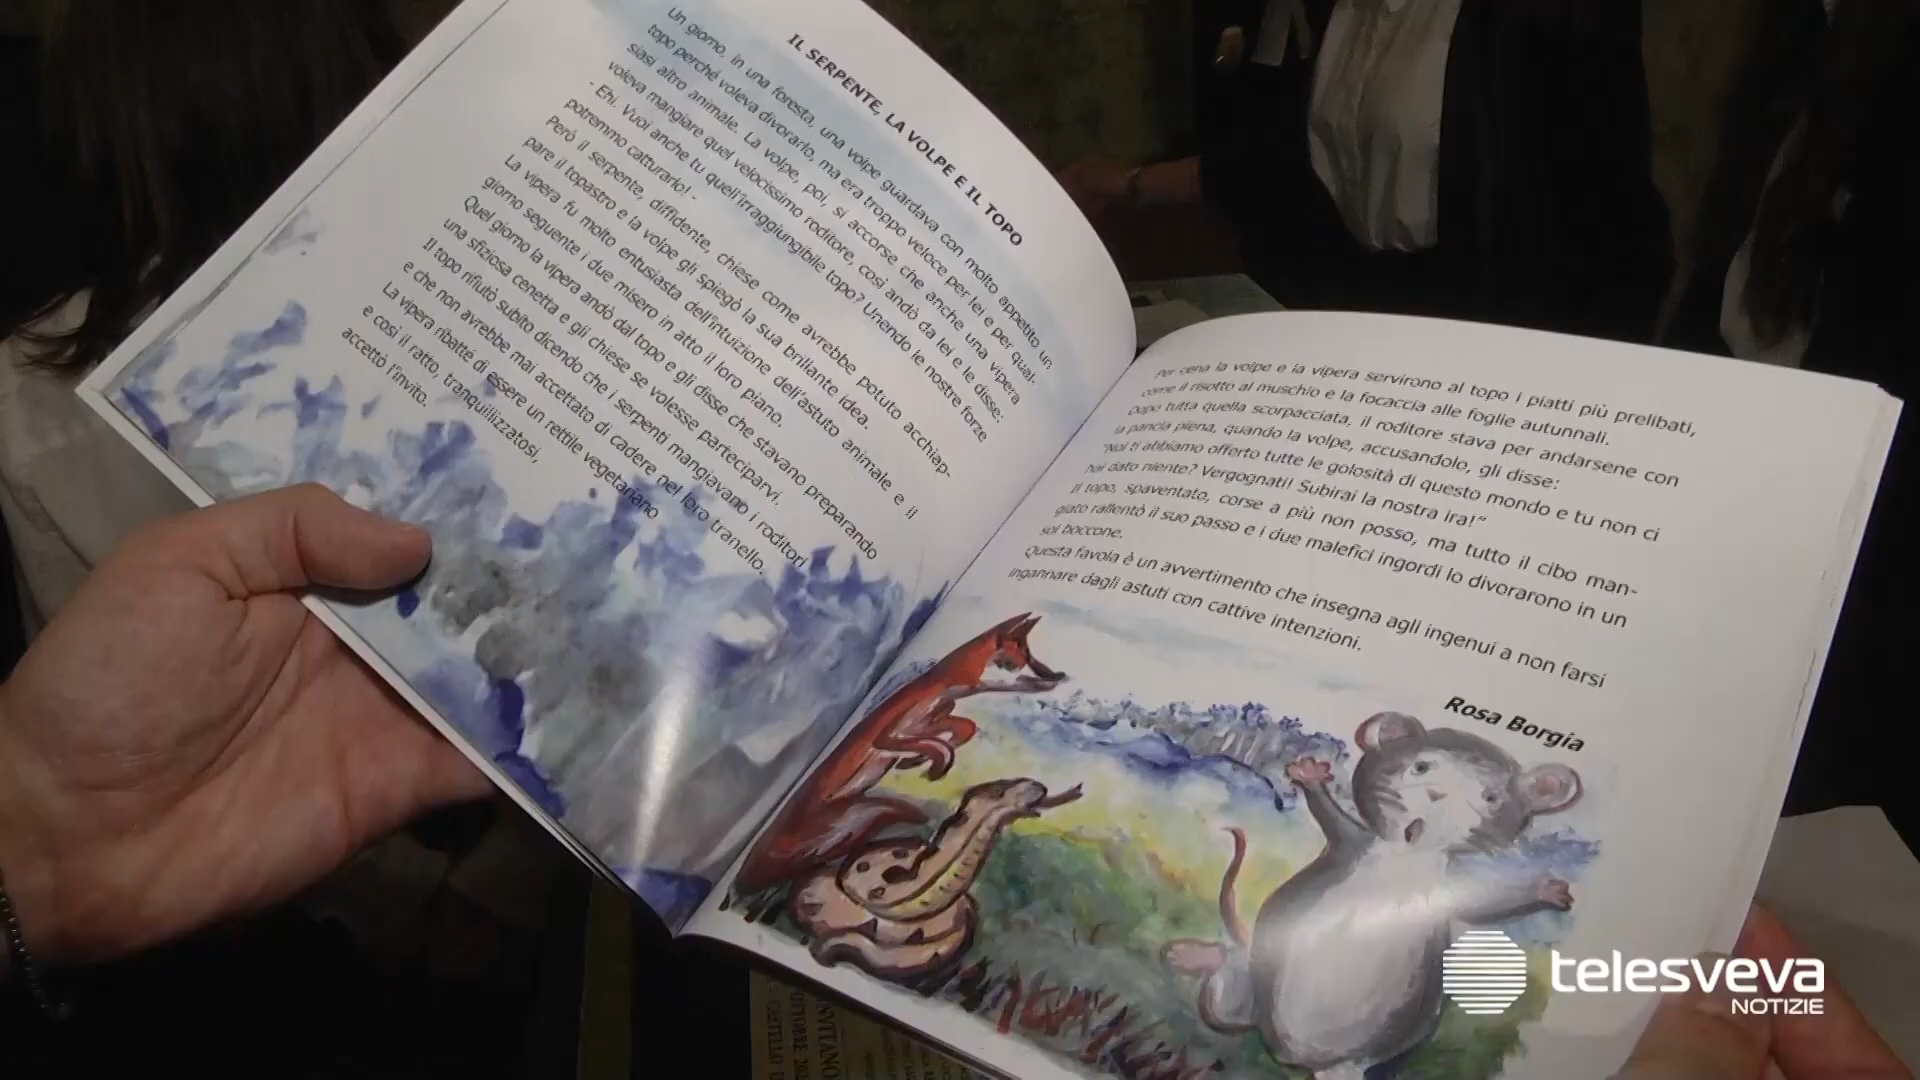 IL SERPENTE, LA VOLPE E IL TOPO
Un giorno, in una foresta, una volpe guardava con molto appetito un
topo perché voleva divorarlo, ma era troppo veloce per lei e per qual-
siasi altro animale. La volpe, poi, si accorse che anche una vipera
voleva mangiare quel velocissimo roditore, così andò da lei e le disse:
- Ehi. Vuoi anche tu quell'irraggiungibile topo? Unendo le nostre forze
potremmo catturarlo! -
Però il serpente, diffidente, chiese come avrebbe potuto acchiap-
pare il topastro e la volpe gli spiegò la sua brillante idea.
La vipera fu molto entusiasta dell'intuizione dell'astuto animale e il
giorno seguente i due misero in atto il loro piano.
Quel giorno la vipera andò dal topo e gli disse che stavano preparando
una sfiziosa cenetta e gli chiese se volesse parteciparvi.
Il topo rifiutò subito dicendo che i serpenti mangiavano i roditori
e che non avrebbe mai accettato di cadere nel loro tranello.
La vipera ribatté di essere un rettile vegetariano
e così il ratto, tranquillizzatosi,
accettò l'invito.
Per cena la volpe e la vipera servirono al topo i piatti più prelibati,
come il risotto al muschio e la focaccia alle foglie autunnali.
Dopo tutta quella scorpacciata, il roditore stava per andarsene con
la pancia piena, quando la volpe, accusandolo, gli disse:
"Noi ti abbiamo offerto tutte le golosità di questo mondo e tu non ci
hai dato niente? Vergognati! Subirai la nostra ira!"
Il topo, spaventato, corse a più non posso, ma tutto il cibo man-
giato rallentò il suo passo e i due malefici ingordi lo divorarono in un
sol boccone.
Questa favola è un avvertimento che insegna agli ingenui a non farsi
ingannare dagli astuti con cattive intenzioni.
Rosa Borgia
telesveva
NOTIZIE